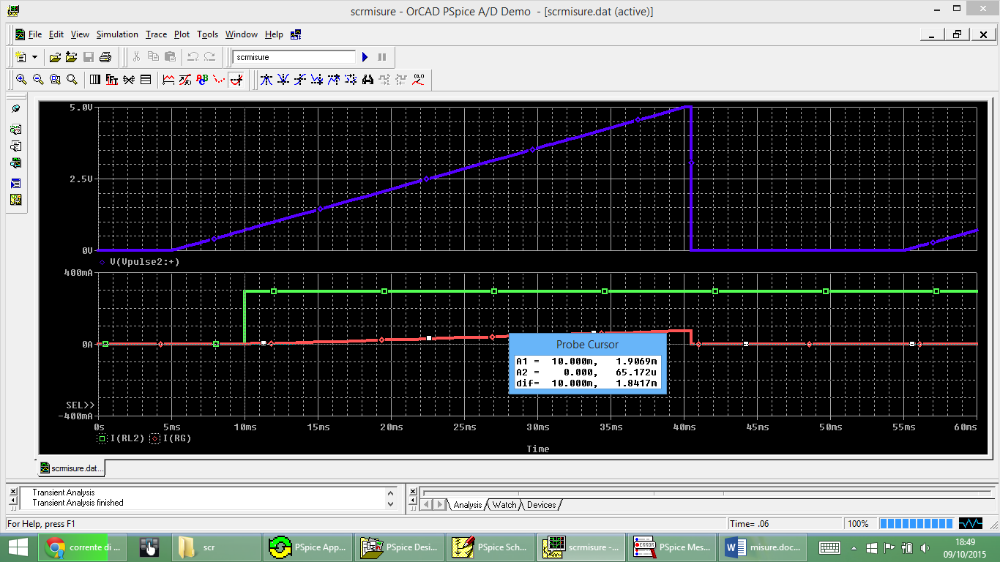 scrmisure - OrCAD PSpice A/D Demo - [scrmisure.dat (active)]
File Edit View Simulation Trace Plot Tools Window Help
scrmisure
5.0V
2.5V
0V
V(Vpulse2:+)
400mA
0A
SEL>>
-400mA
Probe Cursor
A1 = 10.000m, 1.9069m
A2 = 0.000, 65.172u
dif= 10.000m, 1.8417m
0s 5ms 10ms 15ms 20ms 25ms 30ms 35ms 40ms 45ms 50ms 55ms 60ms
I(RL2) I(RG)
Time
scrmisure.dat...
Transient Analysis
Transient Analysis finished
Analysis Watch Devices
For Help, press F1
Time= .06
100%
corrente di ...
scr
PSpice App...
PSpice Desi...
PSpice Sch...
scrmisure -...
PSpice Mes...
misure.doc...
18:49
09/10/2015